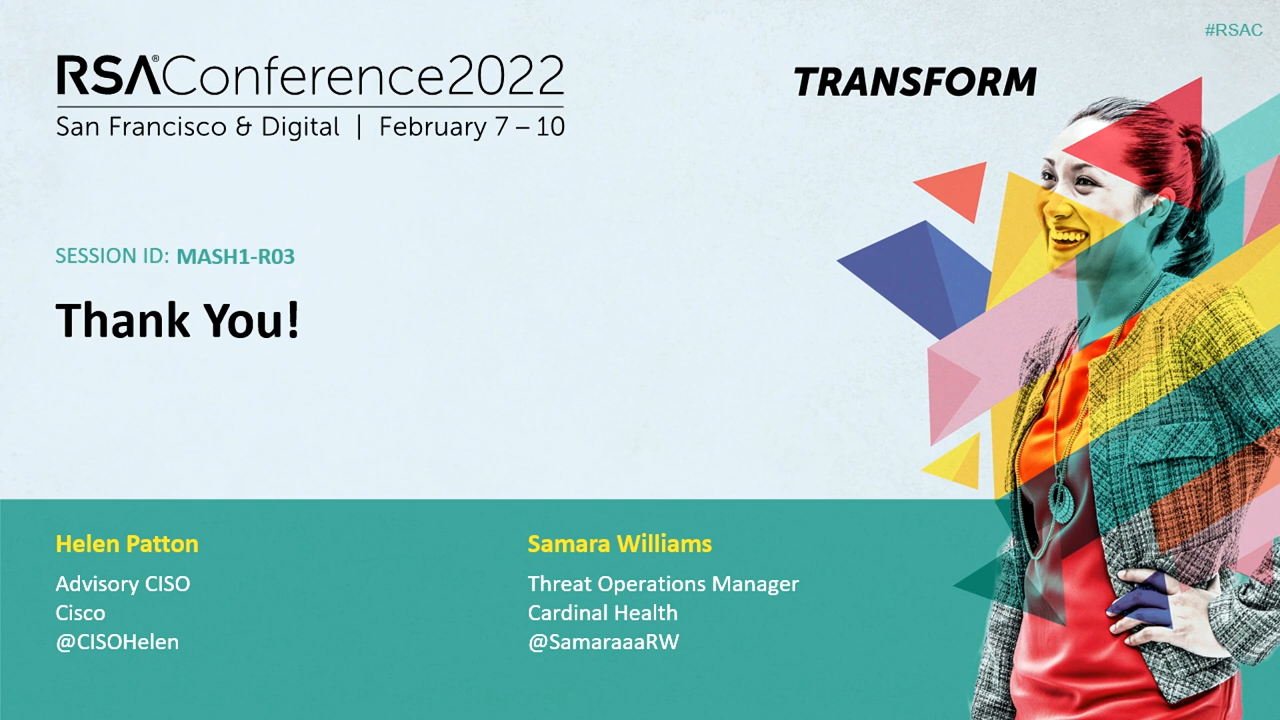 #RSAC
RSA®Conference2022
San Francisco & Digital | February 7 – 10
TRANSFORM
SESSION ID: MASH1-R03
Thank You!
Helen Patton
Advisory CISO
Cisco
@CISOHelen
Samara Williams
Threat Operations Manager
Cardinal Health
@SamaraaaRW